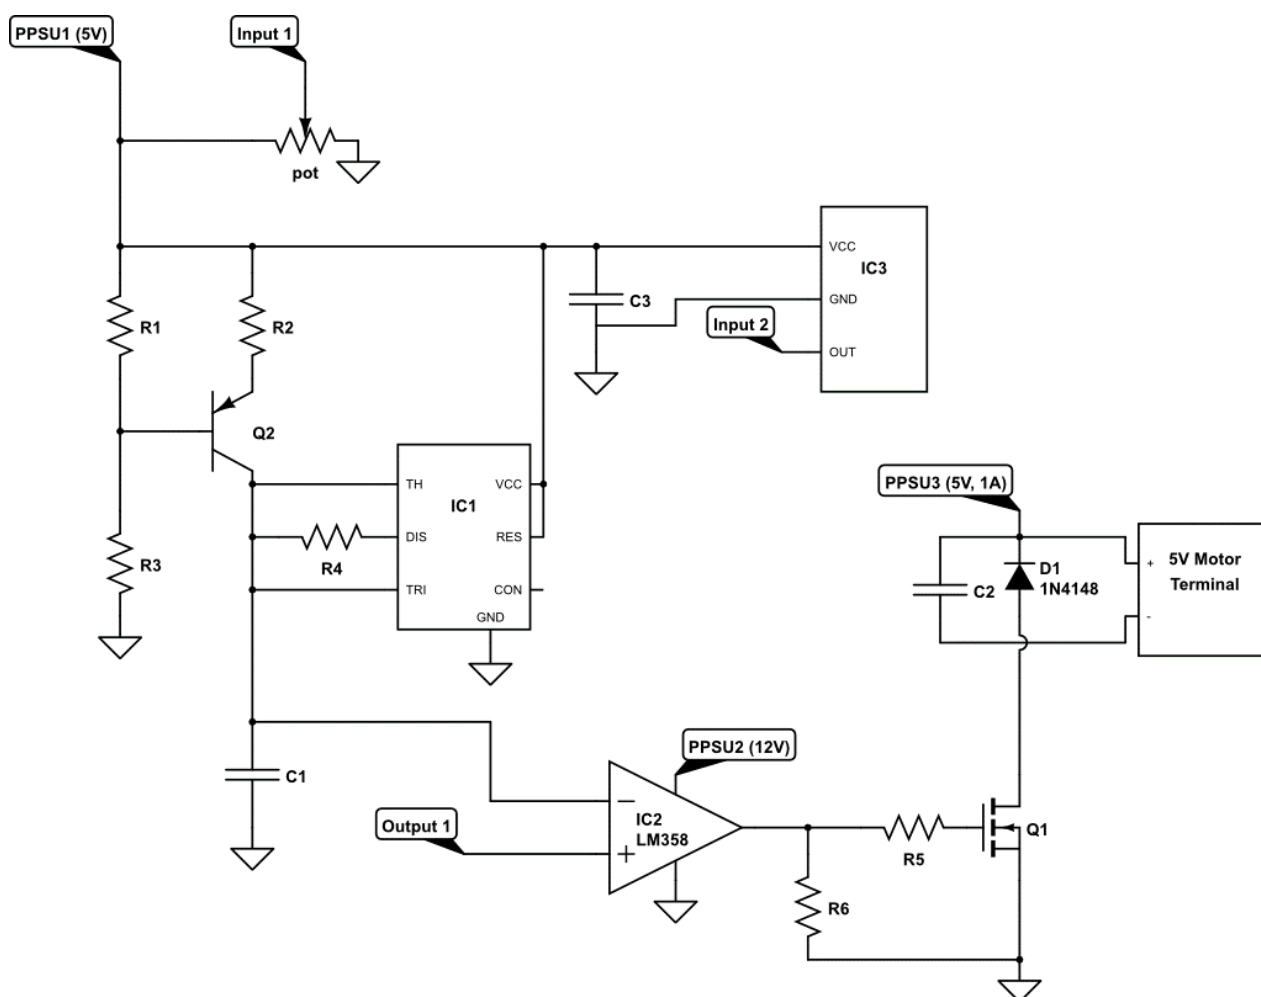 PPSU1 (5V)
Input 1
pot
VCC
IC3
GND
OUT
C3
Input 2
R1
R2
Q2
TH
VCC
IC1
DIS
RES
R4
TRI
CON
GND
R3
PPSU3 (5V, 1A)
5V Motor
Terminal
+
-
D1
1N4148
C2
C1
PPSU2 (12V)
IC2
LM358
Output 1
R5
Q1
R6